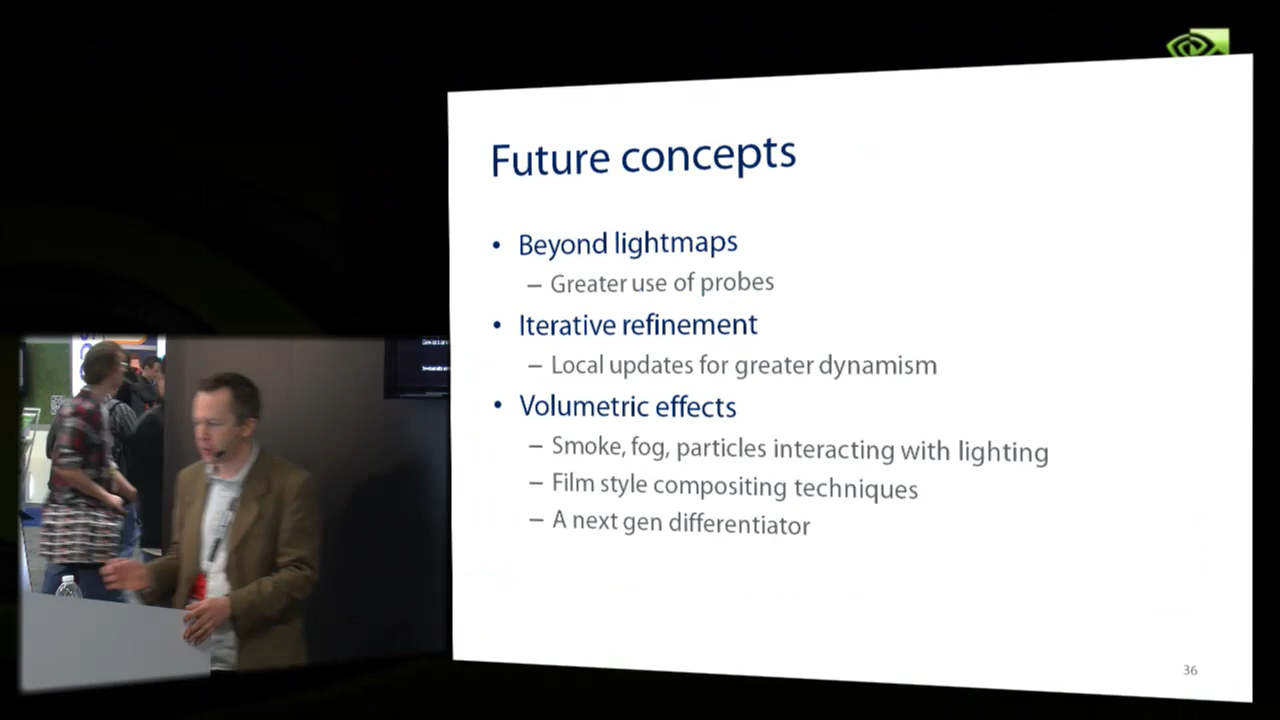 Future concepts
• Beyond lightmaps
– Greater use of probes
• Iterative refinement
– Local updates for greater dynamism
• Volumetric effects
– Smoke, fog, particles interacting with lighting
– Film style compositing techniques
– A next gen differentiator
36